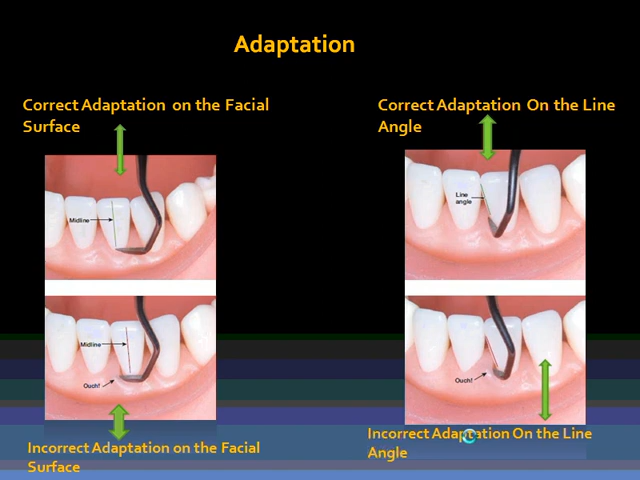 Adaptation
Correct Adaptation on the Facial
Surface
Correct Adaptation On the Line
Angle
Midline
Line
angle
Midline
Ouch!
Ouch!
Incorrect Adaptation on the Facial
Surface
Incorrect Adaptation On the Line
Angle